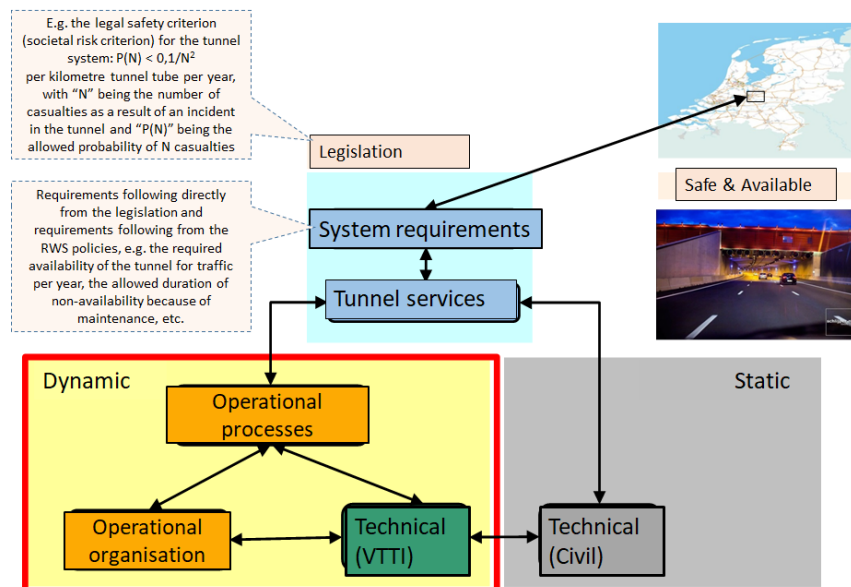 E.g. the legal safety criterion
(societal risk criterion) for the tunnel
system: P(N) < 0,1/N²
per kilometre tunnel tube per year,
with “N” being the number of
casualties as a result of an incident
in the tunnel and “P(N)” being the
allowed probability of N casualties
Legislation
Safe & Available
Requirements following directly
from the legislation and
requirements following from the
RWS policies, e.g. the required
availability of the tunnel for traffic
per year, the allowed duration of
non-availability because of
maintenance, etc.
System requirements
Tunnel services
Dynamic
Static
Operational
processes
Operational
organisation
Technical
(VTTI)
Technical
(Civil)